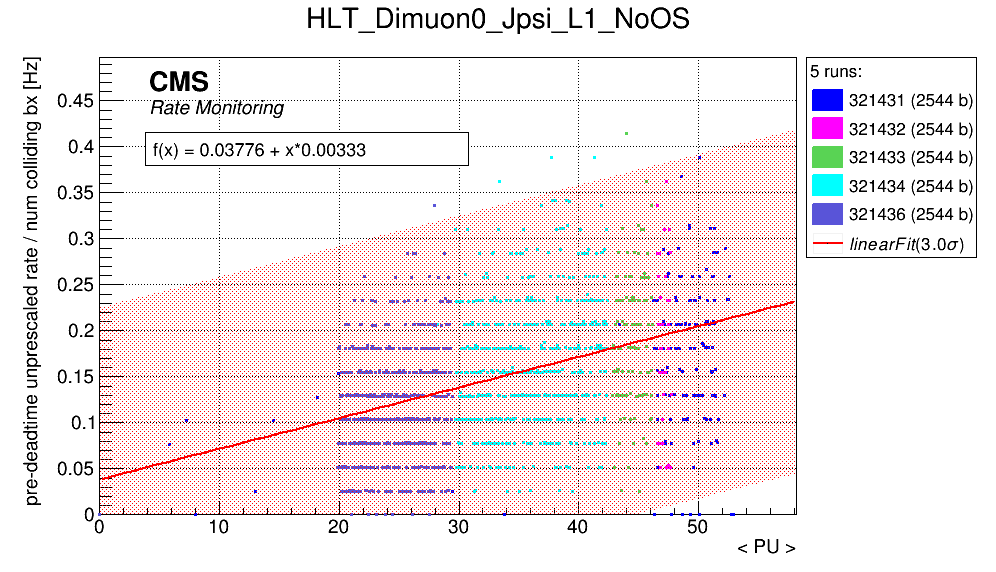 HLT_Dimuon0_Jpsi_L1_NoOS
pre-deadtime unprescaled rate / num colliding bx [Hz]
CMS
Rate Monitoring
f(x) = 0.03776 + x*0.00333
0.45
0.4
0.35
0.3
0.25
0.2
0.15
0.1
0.05
0
0 10 20 30 40 50
< PU >
5 runs:
321431 (2544 b)
321432 (2544 b)
321433 (2544 b)
321434 (2544 b)
321436 (2544 b)
linearFit(3.0σ)